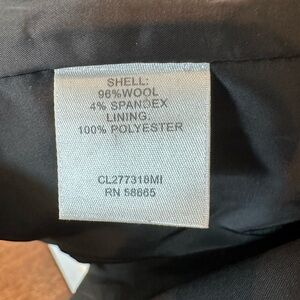 SHELL:
96%WOOL
4% SPANDEX
LINING:
100% POLYESTER
CL277318MI
RN 58865